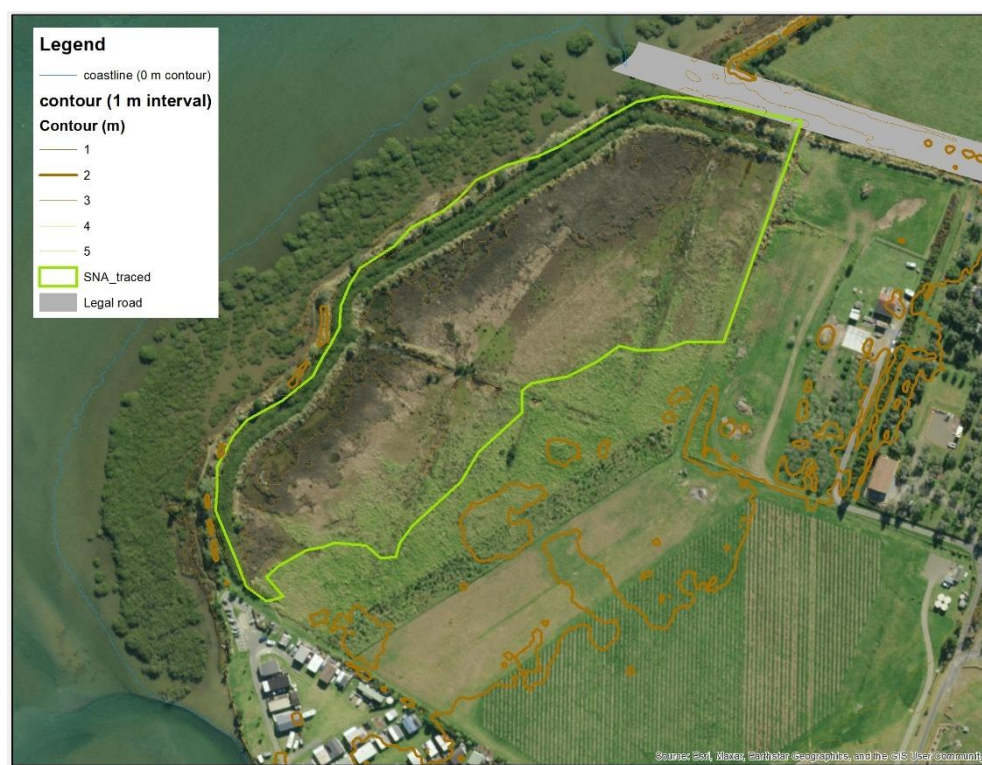 Legend
coastline (0 m contour)
contour (1 m interval)
Contour (m)
1
2
3
4
5
SNA_traced
Legal road
Source: Esri, Maxar, Earthstar Geographics, and the GIS User Community